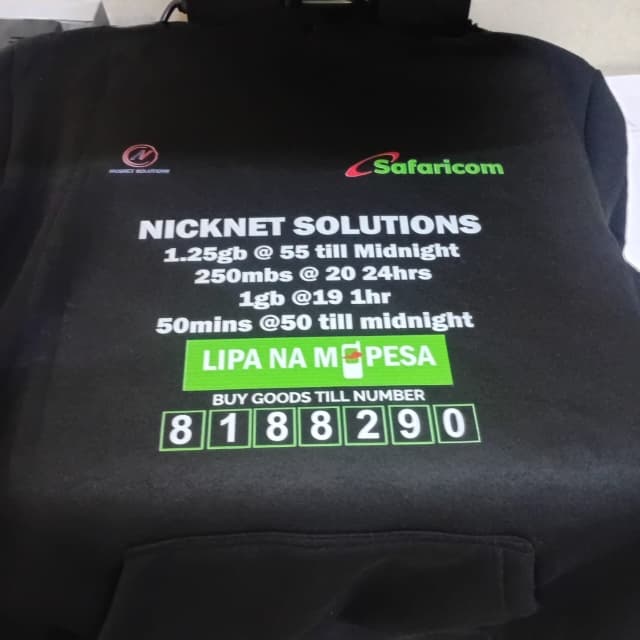 N
NICKNET SOLUTIONS
Safaricom
NICKNET SOLUTIONS
1.25gb @ 55 till Midnight
250mbs @ 20 24hrs
1gb @19 1hr
50mins @50 till midnight
LIPA NA M PESA
BUY GOODS TILL NUMBER
8188290